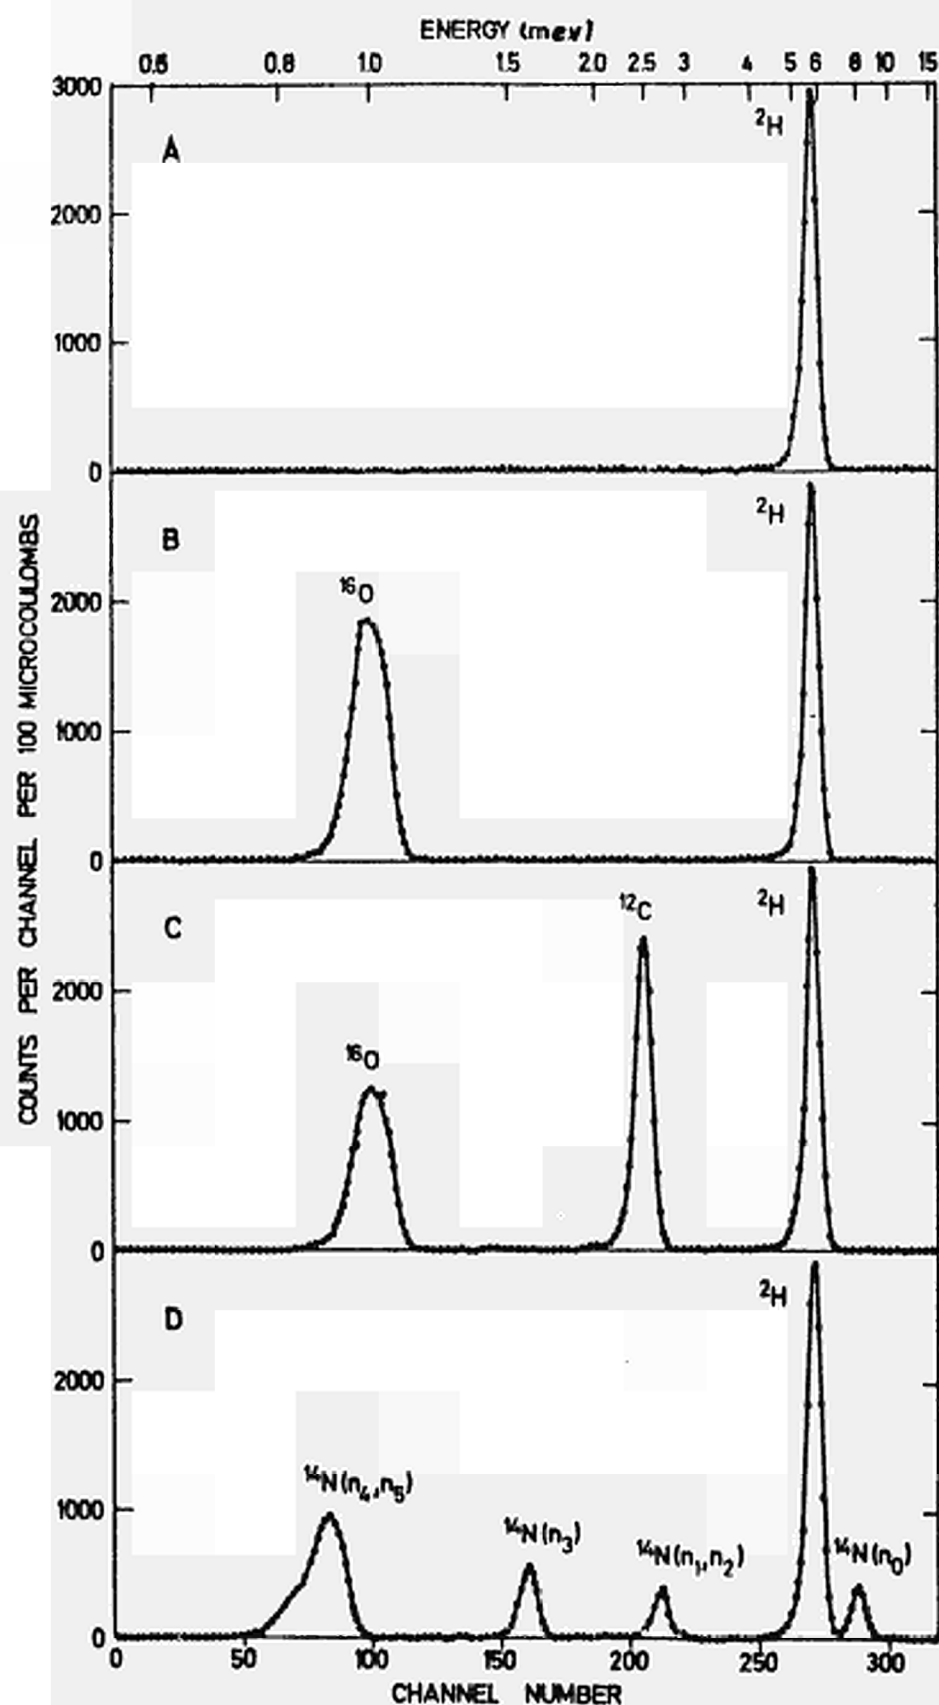 ENERGY (mev)
0.6 0.8 1.0 1.5 2.0 2.5 3 4 5 6 8 10 15
3000
A
²H
2000
1000
0
B
²H
¹⁶O
2000
1000
0
C
¹²C
²H
2000
¹⁶O
1000
0
D
²H
2000
¹⁴N(n₄,n₅)
1000
¹⁴N(n₃)
¹⁴N(n₁,n₂)
¹⁴N(n₀)
0
0 50 100 150 200 250 300
CHANNEL NUMBER
COUNTS PER CHANNEL PER 100 MICROCOULOMBS